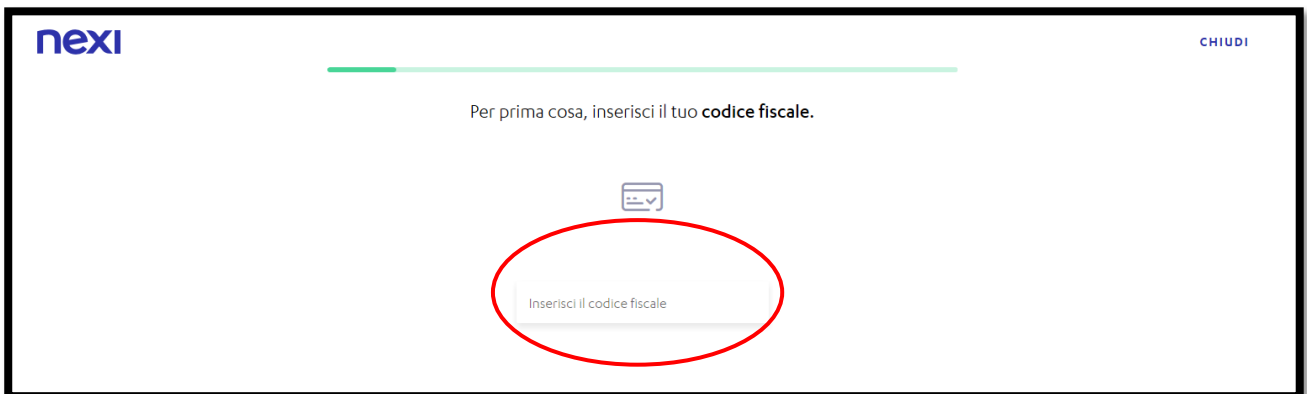 nexi
CHIUDI
Per prima cosa, inserisci il tuo codice fiscale.
Inserisci il codice fiscale